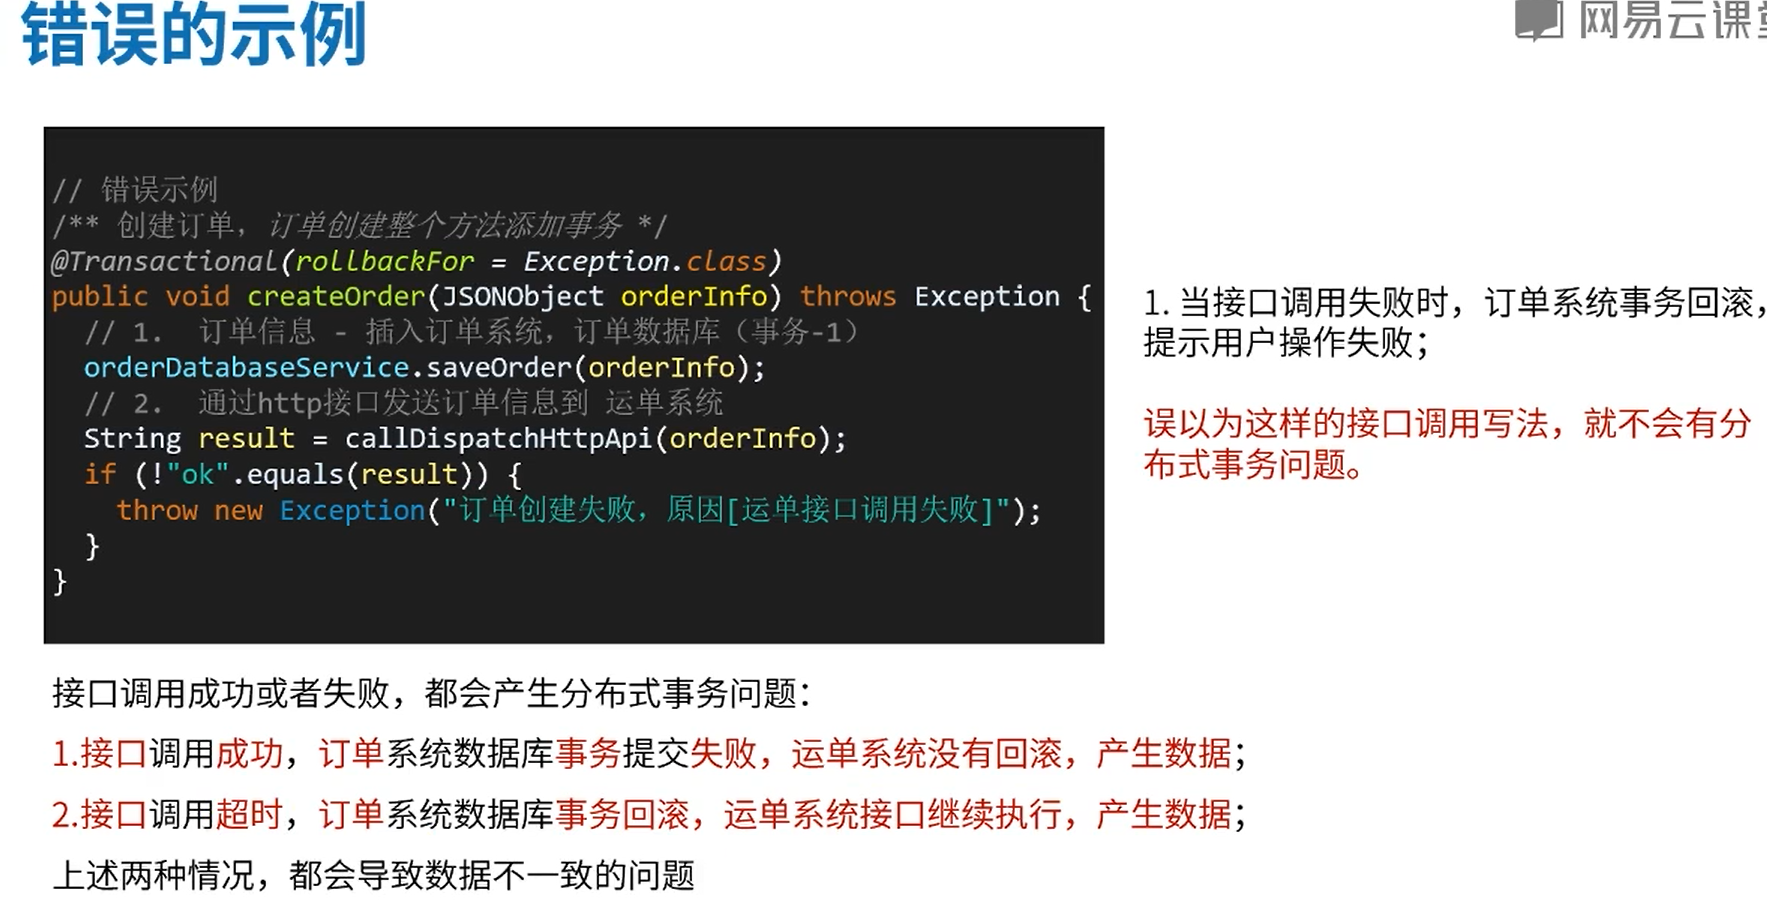 错误的示例
网易云课堂
// 错误示例
/** 创建订单，订单创建整个方法添加事务 */
@Transactional(rollbackFor = Exception.class)
public void createOrder(JSONObject orderInfo) throws Exception {
// 1. 订单信息 - 插入订单系统，订单数据库（事务-1）
orderDatabaseService.saveOrder(orderInfo);
// 2. 通过http接口发送订单信息到 运单系统
String result = callDispatchHttpApi(orderInfo);
if (!"ok".equals(result)) {
throw new Exception("订单创建失败，原因[运单接口调用失败]");
}
}
1. 当接口调用失败时，订单系统事务回滚，
提示用户操作失败；
误以为这样的接口调用写法，就不会有分
布式事务问题。
接口调用成功或者失败，都会产生分布式事务问题：
1.接口调用成功，订单系统数据库事务提交失败，运单系统没有回滚，产生数据；
2.接口调用超时，订单系统数据库事务回滚，运单系统接口继续执行，产生数据；
上述两种情况，都会导致数据不一致的问题